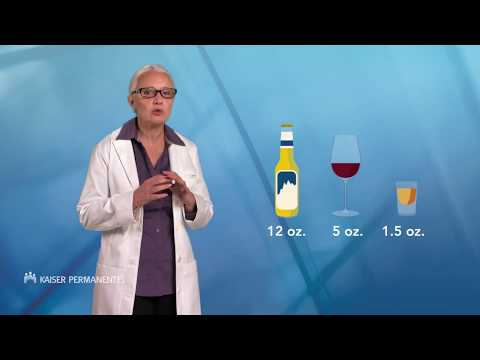 12 oz.
5 oz.
1.5 oz.
KAISER PERMANENTE®